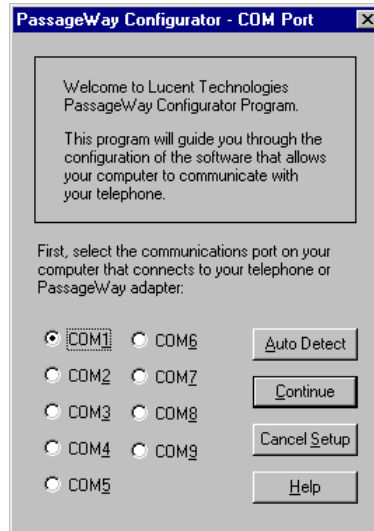 PassageWay Configurator - COM Port
Welcome to Lucent Technologies
PassageWay Configurator Program.
This program will guide you through the
configuration of the software that allows
your computer to communicate with
your telephone.
First, select the communications port on your
computer that connects to your telephone or
PassageWay adapter:
COM1
COM2
COM3
COM4
COM5
COM6
COM7
COM8
COM9
Auto Detect
Continue
Cancel Setup
Help